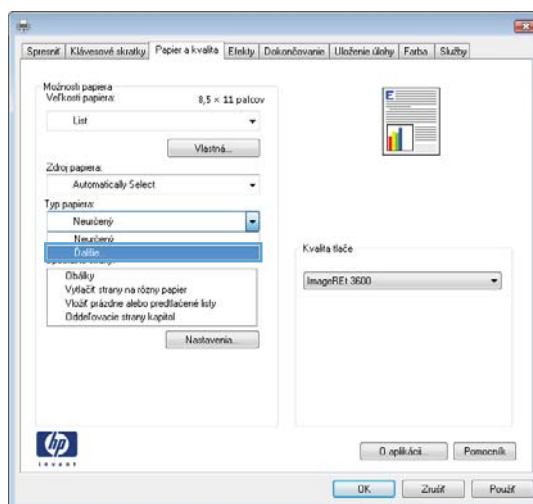 Spresniť Klávesové skratky Papier a kvalita Efekty Dokončovanie Uloženie úlohy Farba Služby
Možnosti papiera
Veľkosti papiera: 8,5 × 11 palcov
List
Vlastná...
Zdroj papiera:
Automatically Select
Typ papiera:
Neurčený
Neurčený
Ďalšie...
Obálky
Vytlačiť strany na rôzny papier
Vložiť prázdne alebo predtlačené listy
Oddeľovacie strany kapitol
Nastavenia...
Kvalita tlače
ImageREt 3600
E
hp
invent
O aplikácii... Pomocník
OK Zrušiť Použiť